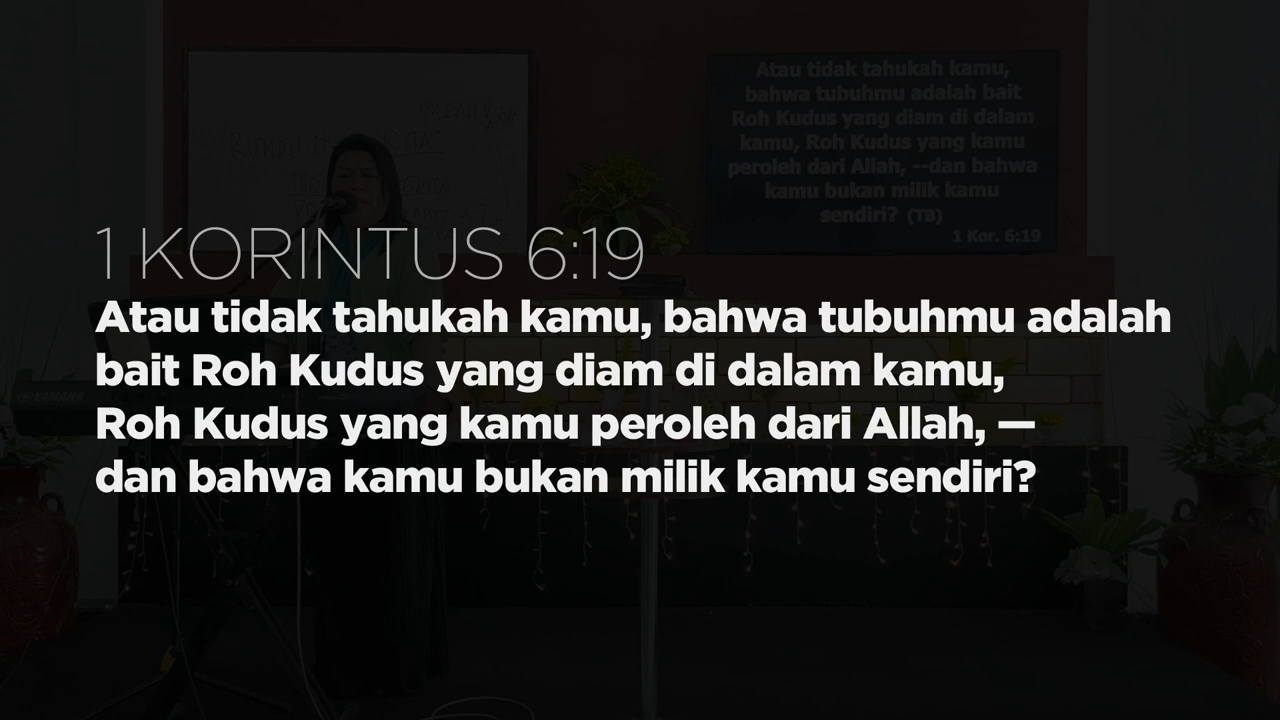 Atau tidak tahukah kamu,
bahwa tubuhmu adalah bait
Roh Kudus yang diam di dalam
kamu, Roh Kudus yang kamu
peroleh dari Allah, --dan bahwa
kamu bukan milik kamu
sendiri? (TB)
1 Kor. 6:19
1 KORINTUS 6:19
Atau tidak tahukah kamu, bahwa tubuhmu adalah
bait Roh Kudus yang diam di dalam kamu,
Roh Kudus yang kamu peroleh dari Allah, —
dan bahwa kamu bukan milik kamu sendiri?
YAMAHA